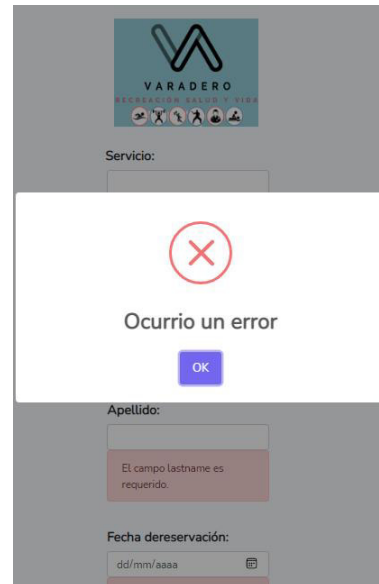 VARADERO
RECREACIÓN SALUD Y VIDA
Servicio:
Ocurrio un error
OK
Apellido:
El campo lastname es
requerido.
Fecha dereservación:
dd/mm/aaaa